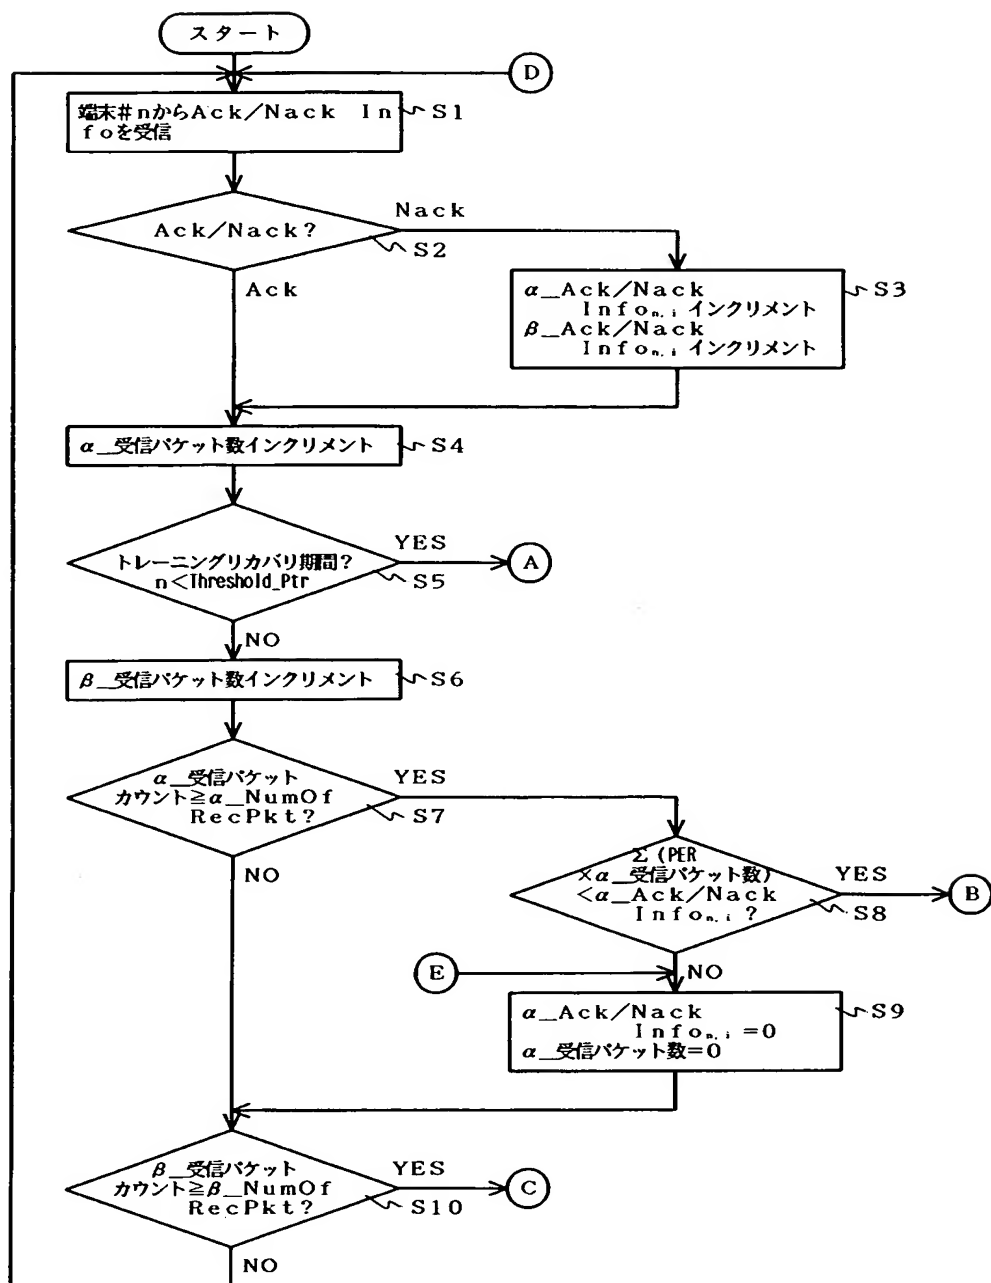 スタート
D
端末#nからAck/Nack In
foを受信
S1
Ack/Nack?
Nack
S2
Ack
α_Ack/Nack
Infoₙ,ᵢ インクリメント
β_Ack/Nack
Infoₙ,ᵢ インクリメント
S3
α_受信パケット数インクリメント
S4
トレーニングリカバリ期間?
n<Threshold_Ptr
YES
S5
A
NO
β_受信パケット数インクリメント
S6
α_受信パケット
カウント≧α_NumOf
RecPkt?
YES
S7
NO
Σ(PER
×α_受信パケット数)
<α_Ack/Nack
Infoₙ,ᵢ ?
YES
S8
B
E
NO
α_Ack/Nack
Infoₙ,ᵢ =0
α_受信パケット数=0
S9
β_受信パケット
カウント≧β_NumOf
RecPkt?
YES
S10
C
NO